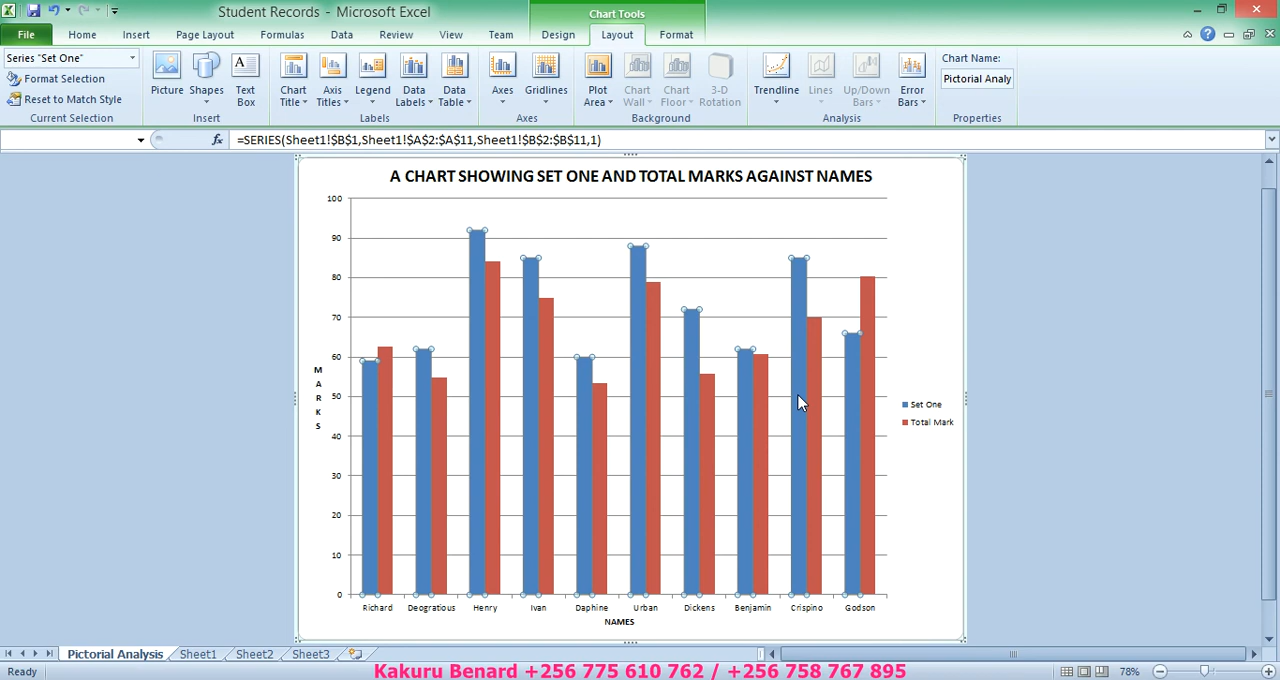 Student Records - Microsoft Excel
Chart Tools
File Home Insert Page Layout Formulas Data Review View Team Design Layout Format
Series "Set One"
Format Selection
Reset to Match Style
Current Selection
Picture Shapes Text Box
Insert
Chart Title Axis Titles Legend Data Labels Data Table
Labels
Axes Gridlines
Axes
Plot Area Chart Wall Chart Floor 3-D Rotation
Background
Trendline Lines Up/Down Bars Error Bars
Analysis
Chart Name:
Pictorial Analy
Properties
fx =SERIES(Sheet1!$B$1,Sheet1!$A$2:$A$11,Sheet1!$B$2:$B$11,1)
A CHART SHOWING SET ONE AND TOTAL MARKS AGAINST NAMES
100
90
80
70
60
50
40
30
20
10
0
MARKS
Richard Deogratious Henry Ivan Daphine Urban Dickens Benjamin Crispino Godson
NAMES
Set One
Total Mark
Pictorial Analysis Sheet1 Sheet2 Sheet3
Ready
Kakuru Benard +256 775 610 762 / +256 758 767 895
78%